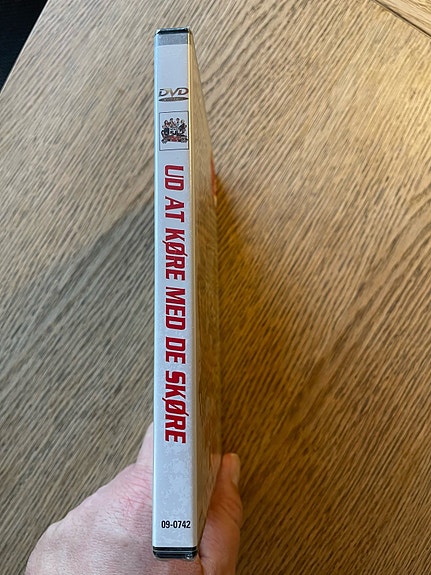 DVD
UD AT KØRE MED DE SKØRE
09-0742